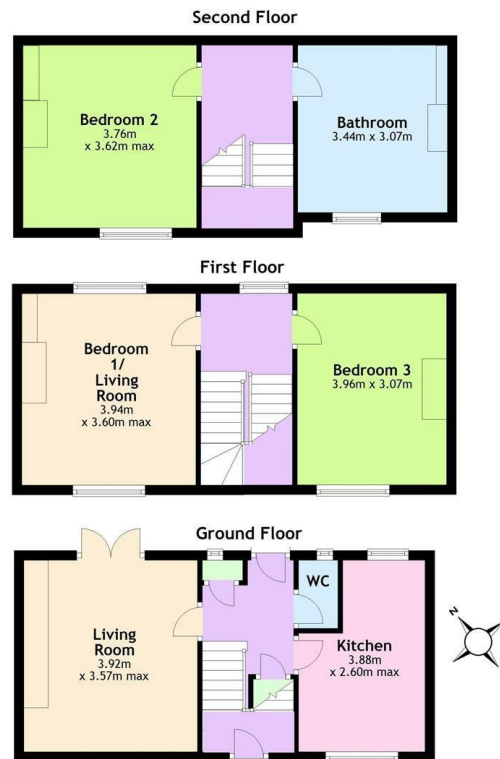 Second Floor
Bedroom 2
3.76m
x 3.62m max
Bathroom
3.44m x 3.07m
First Floor
Bedroom
1/
Living
Room
3.94m
x 3.60m max
Bedroom 3
3.96m x 3.07m
Ground Floor
WC
Living
Room
3.92m
x 3.57m max
Kitchen
3.88m
x 2.60m max
N